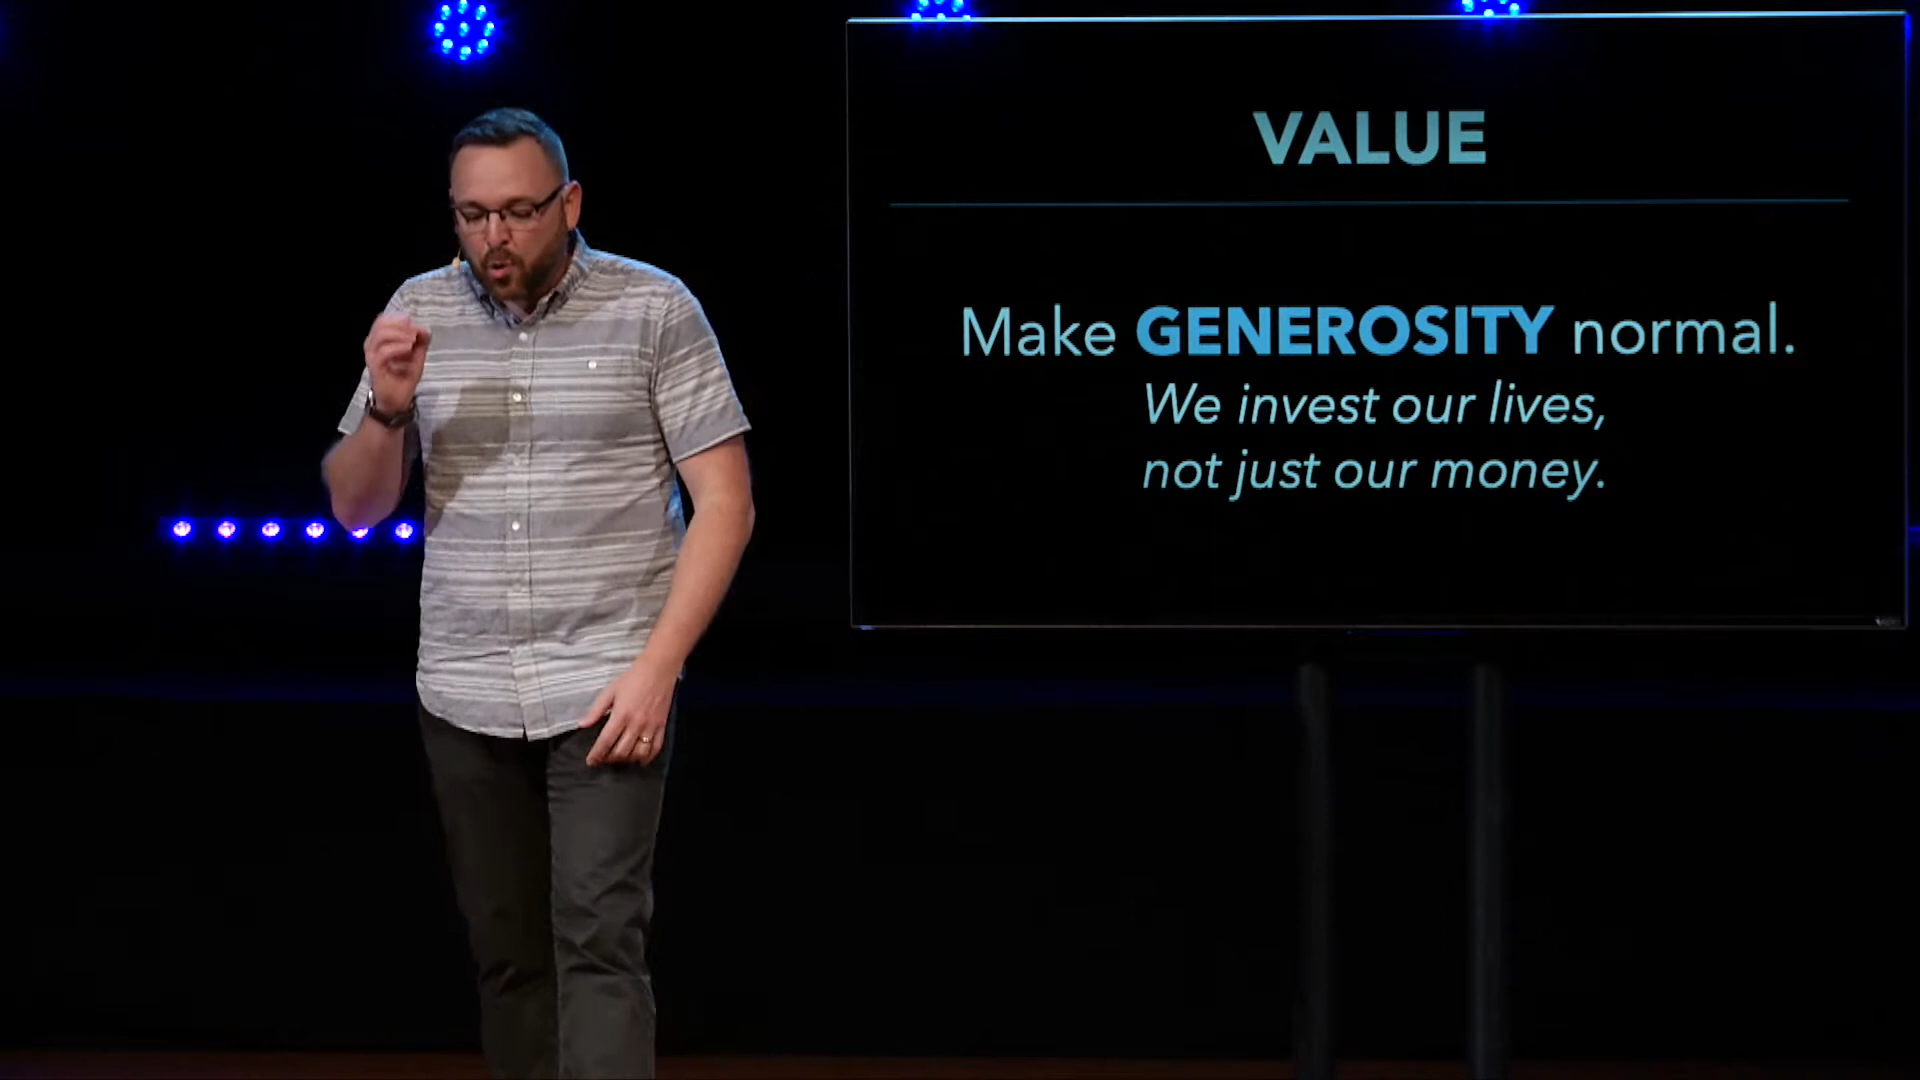 VALUE
Make GENEROSITY normal.
We invest our lives,
not just our money.